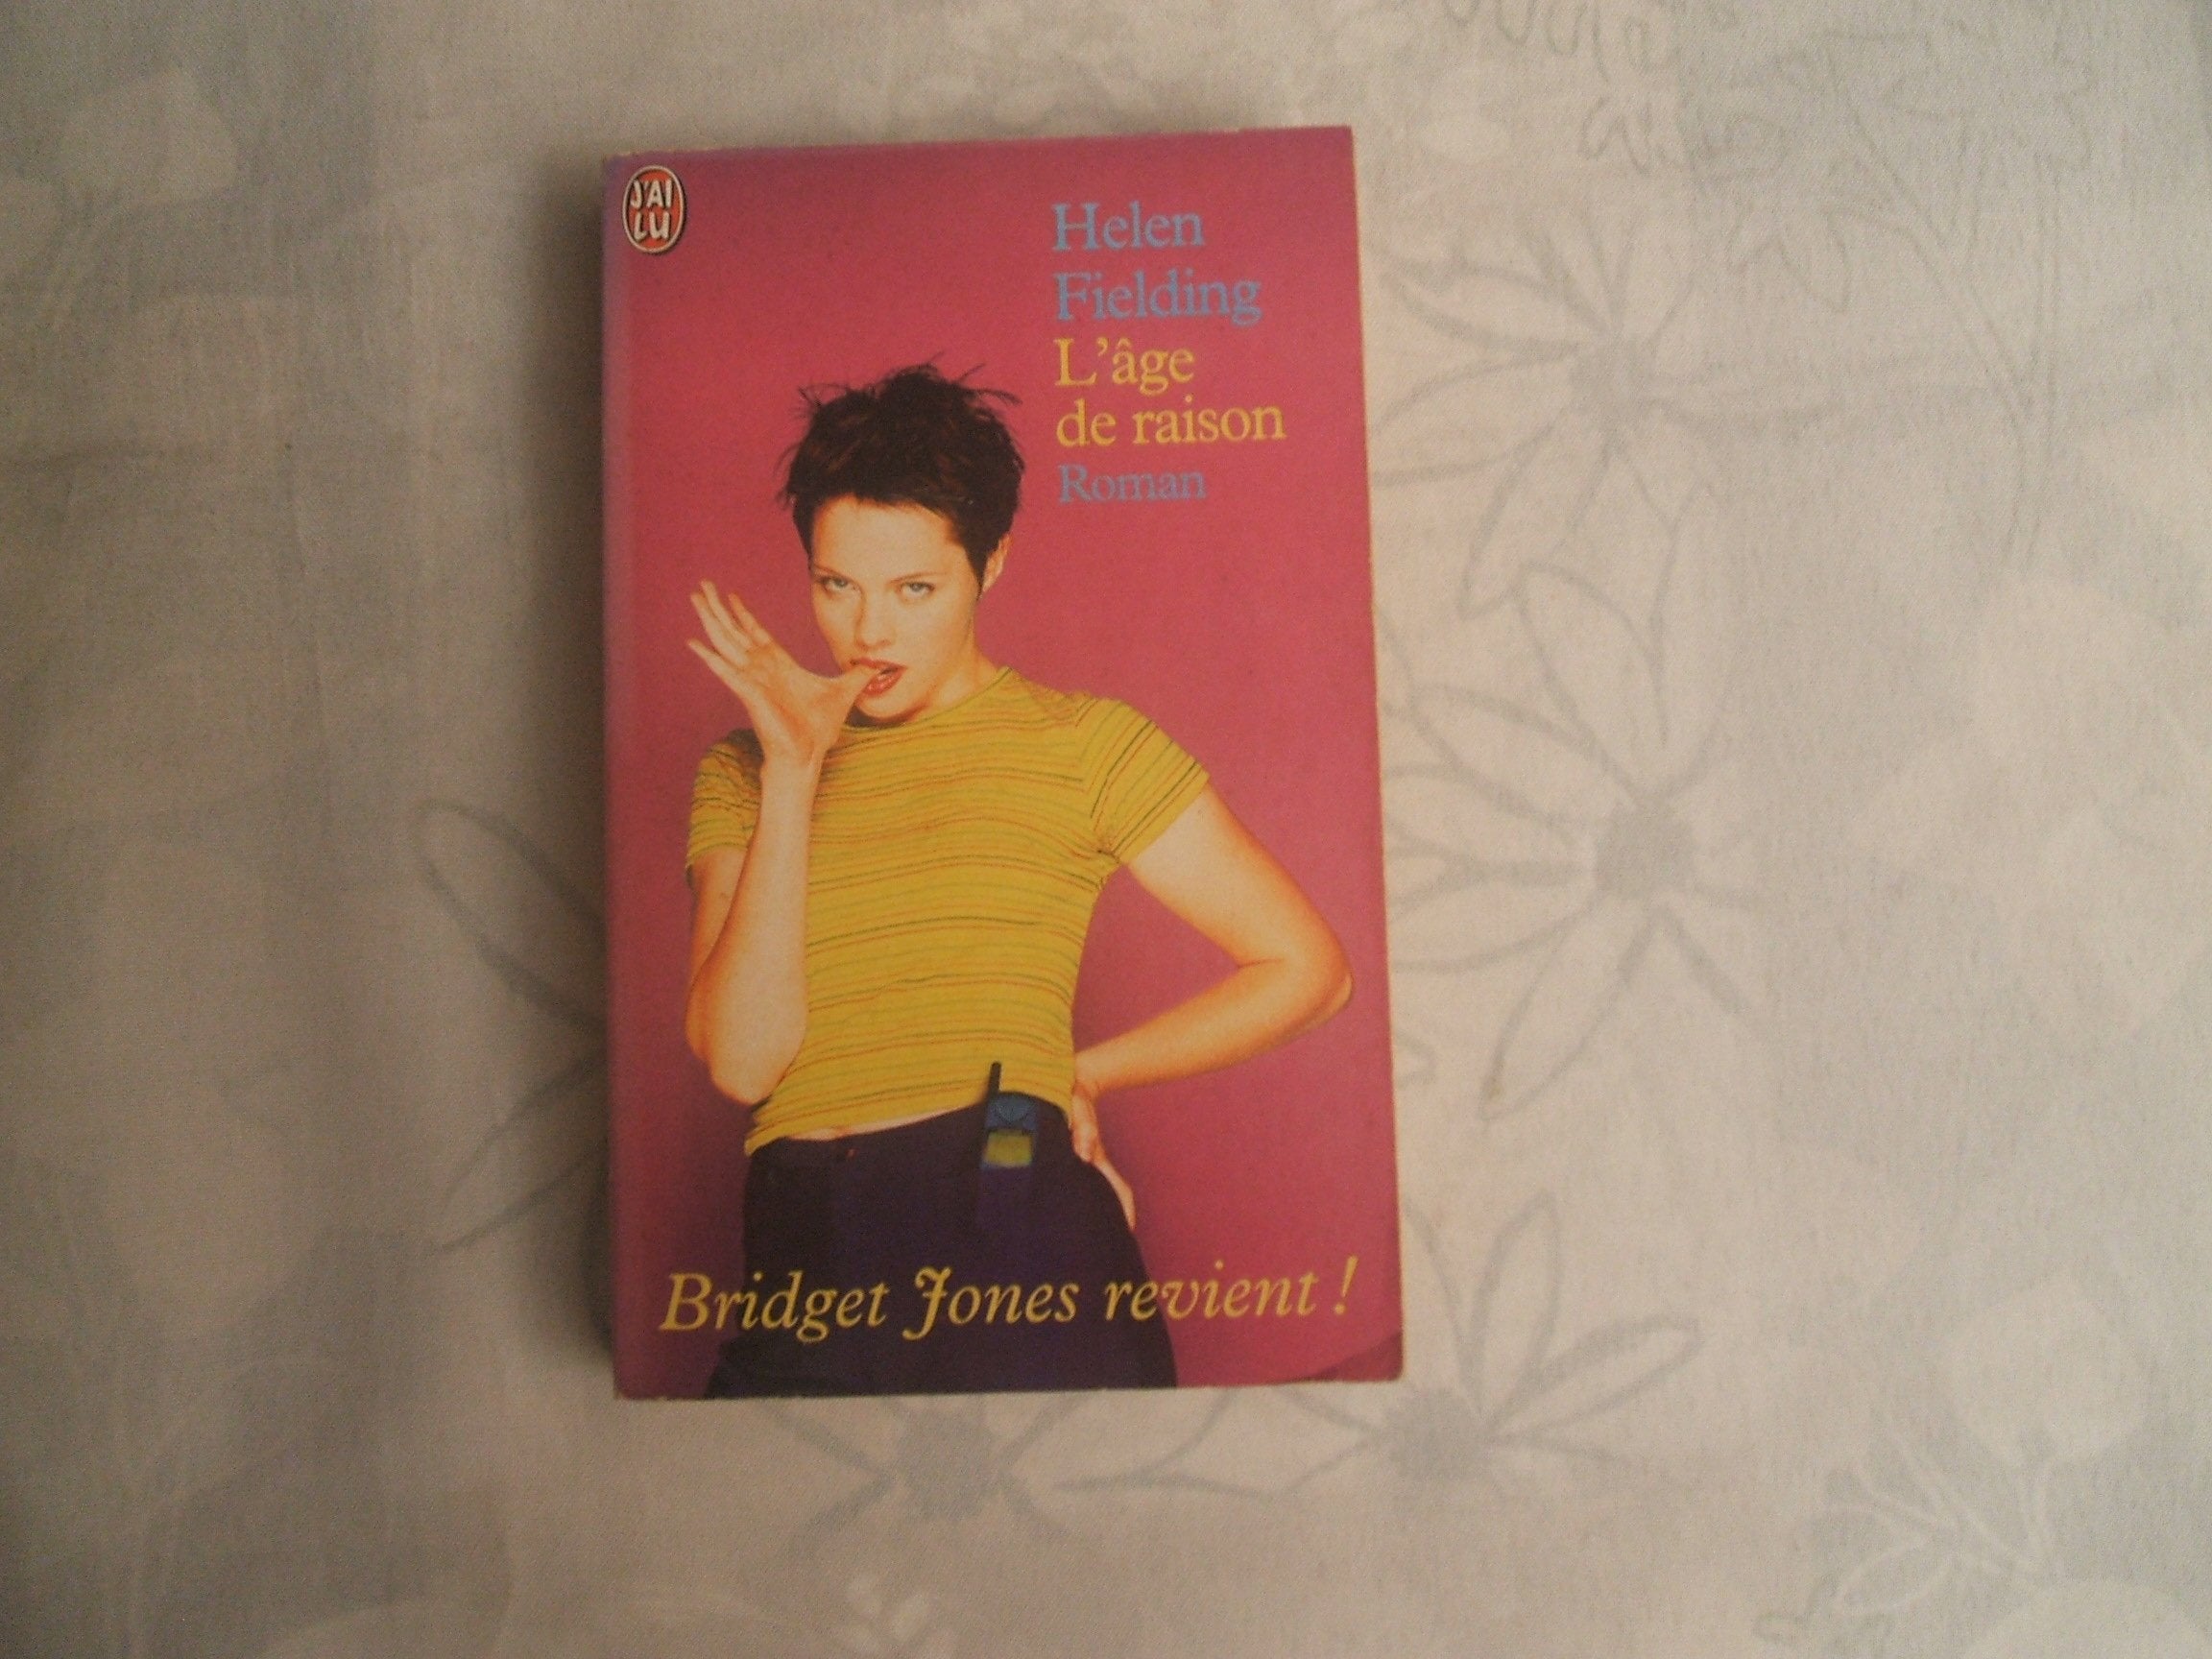 J'AI
LU
Helen
Fielding
L'âge
de raison
Roman
Bridget Jones revient !